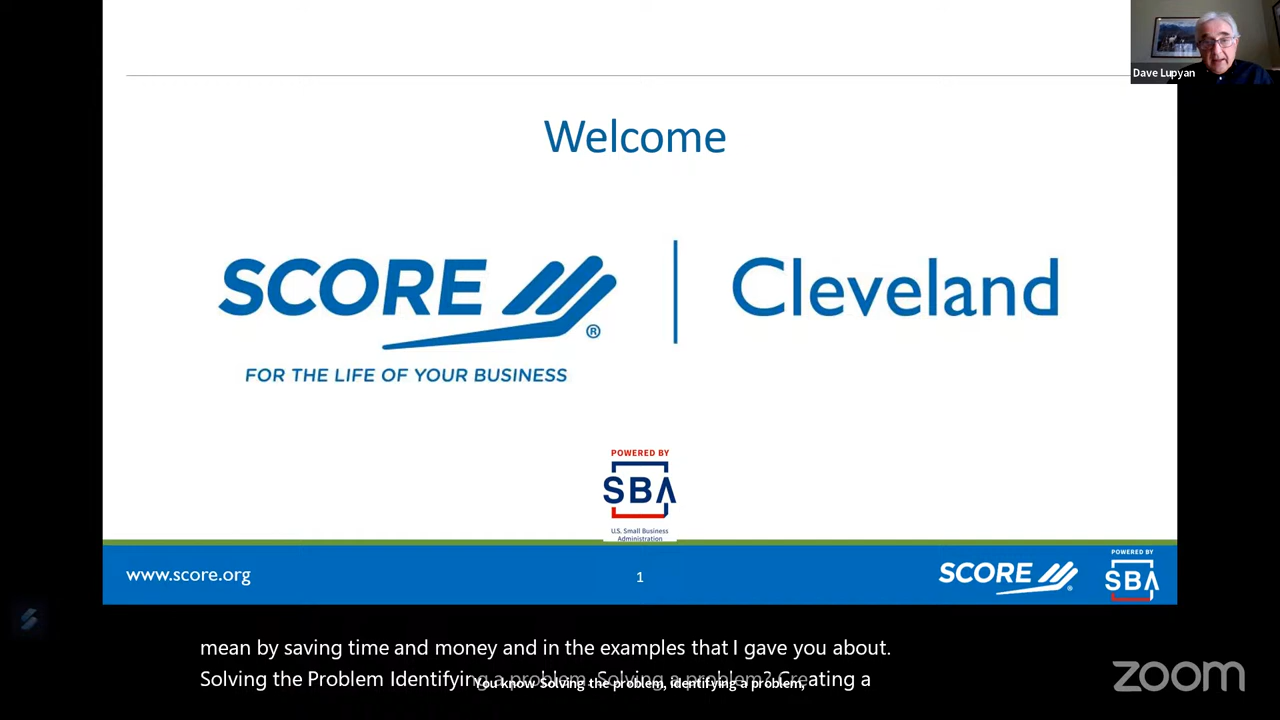 Dave Lupyan
Welcome
SCORE ®
Cleveland
FOR THE LIFE OF YOUR BUSINESS
POWERED BY
SBA
U.S. Small Business
Administration
www.score.org
1
SCORE ®
POWERED BY
SBA
mean by saving time and money and in the examples that I gave you about.
Solving the Problem Identifying a problem. Solving a problem? Creating a
You know Solving the problem, identifying a problem,
zoom